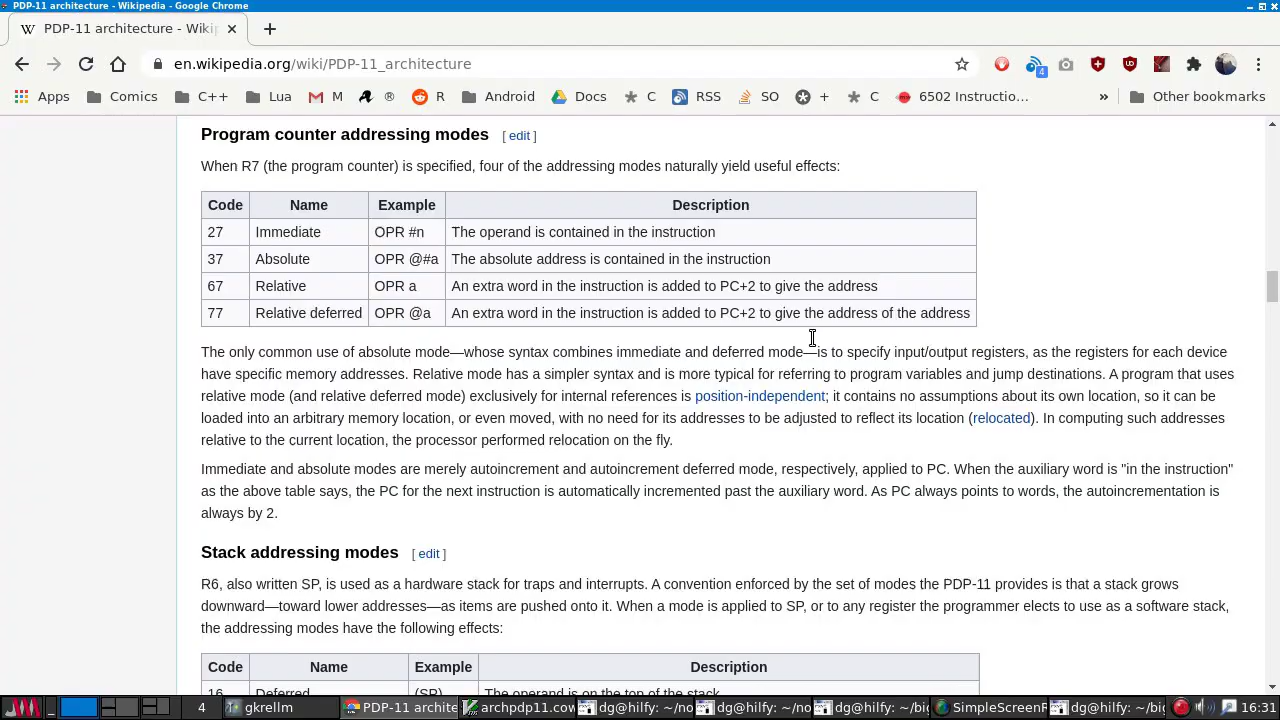 PDP-11 architecture - Wikipedia - Google Chrome
PDP-11 architecture - Wikip
en.wikipedia.org/wiki/PDP-11_architecture
4
Apps Comics C++ Lua M ® R Android Docs C RSS SO + C 6502 Instructio... » Other bookmarks
Program counter addressing modes [ edit ]
When R7 (the program counter) is specified, four of the addressing modes naturally yield useful effects:
Code Name Example Description
27 Immediate OPR #n The operand is contained in the instruction
37 Absolute OPR @#a The absolute address is contained in the instruction
67 Relative OPR a An extra word in the instruction is added to PC+2 to give the address
77 Relative deferred OPR @a An extra word in the instruction is added to PC+2 to give the address of the address
The only common use of absolute mode—whose syntax combines immediate and deferred mode—is to specify input/output registers, as the registers for each device
have specific memory addresses. Relative mode has a simpler syntax and is more typical for referring to program variables and jump destinations. A program that uses
relative mode (and relative deferred mode) exclusively for internal references is position-independent; it contains no assumptions about its own location, so it can be
loaded into an arbitrary memory location, or even moved, with no need for its addresses to be adjusted to reflect its location (relocated). In computing such addresses
relative to the current location, the processor performed relocation on the fly.
Immediate and absolute modes are merely autoincrement and autoincrement deferred mode, respectively, applied to PC. When the auxiliary word is "in the instruction"
as the above table says, the PC for the next instruction is automatically incremented past the auxiliary word. As PC always points to words, the autoincrementation is
always by 2.
Stack addressing modes [ edit ]
R6, also written SP, is used as a hardware stack for traps and interrupts. A convention enforced by the set of modes the PDP-11 provides is that a stack grows
downward—toward lower addresses—as items are pushed onto it. When a mode is applied to SP, or to any register the programmer elects to use as a software stack,
the addressing modes have the following effects:
Code Name Example Description
16 Deferred (SP) The operand is on the top of the stack
4 gkrellm PDP-11 archite archpdp11.cow dg@hilfy: ~/no dg@hilfy: ~/no dg@hilfy: ~/big SimpleScreenR dg@hilfy: ~/big 16:31